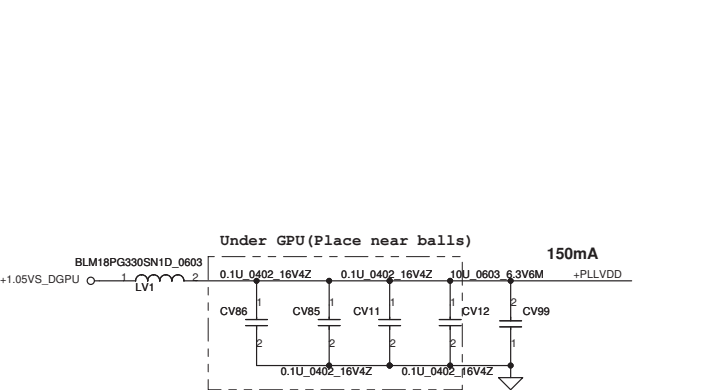 Under GPU(Place near balls)
150mA
BLM18PG330SN1D_0603
+1.05VS_DGPU 1 2 0.1U_0402_16V4Z 0.1U_0402_16V4Z 10U_0603_6.3V6M +PLLVDD
LV1
1 1 1 1 2
CV86 CV85 CV11 CV12 CV99
2 2 2 2 1
0.1U_0402_16V4Z 0.1U_0402_16V4Z